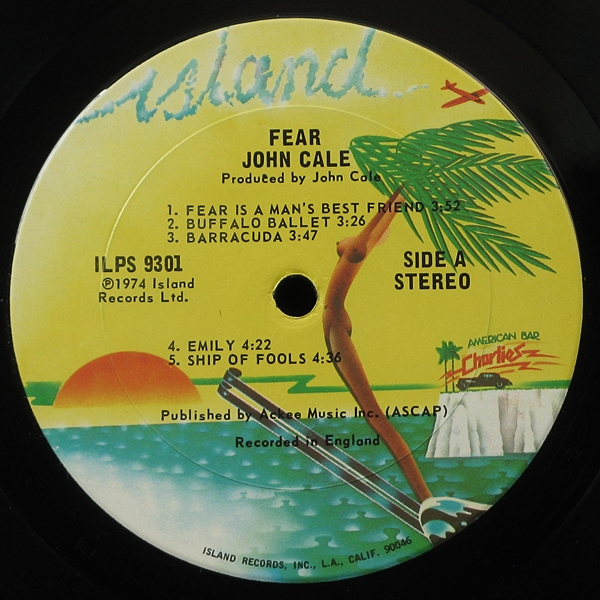 island
FEAR
JOHN CALE
Produced by John Cale
1. FEAR IS A MAN'S BEST FRIEND 3:52
2. BUFFALO BALLET 3:26
3. BARRACUDA 3:47
ILPS 9301
℗1974 Island
Records Ltd.
SIDE A
STEREO
4. EMILY 4:22
5. SHIP OF FOOLS 4:36
AMERICAN BAR
Charlies
Published by Ackee Music Inc. (ASCAP)
Recorded in England
ISLAND RECORDS, INC., L.A., CALIF. 90046